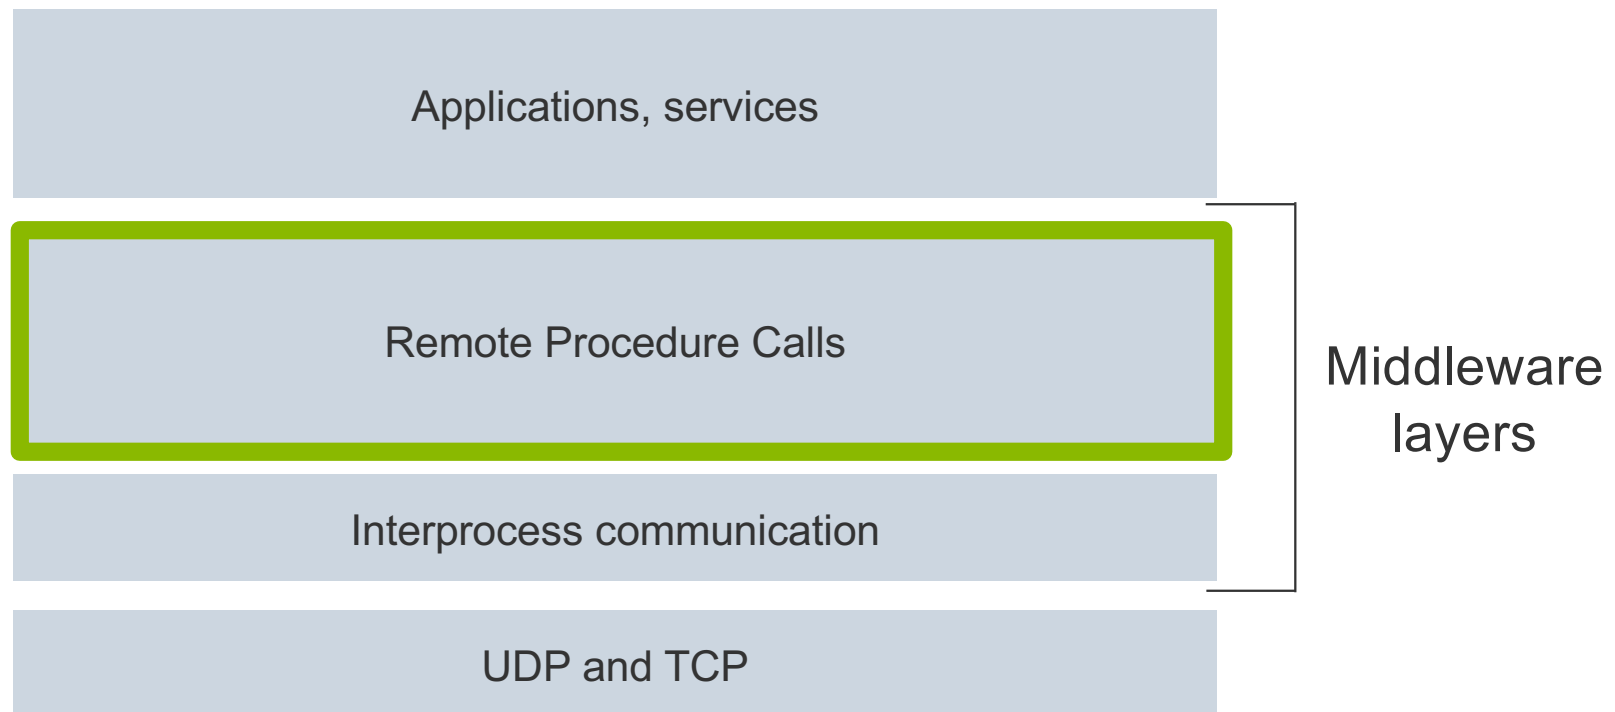 Applications, services
Remote Procedure Calls
Middleware
layers
Interprocess communication
UDP and TCP